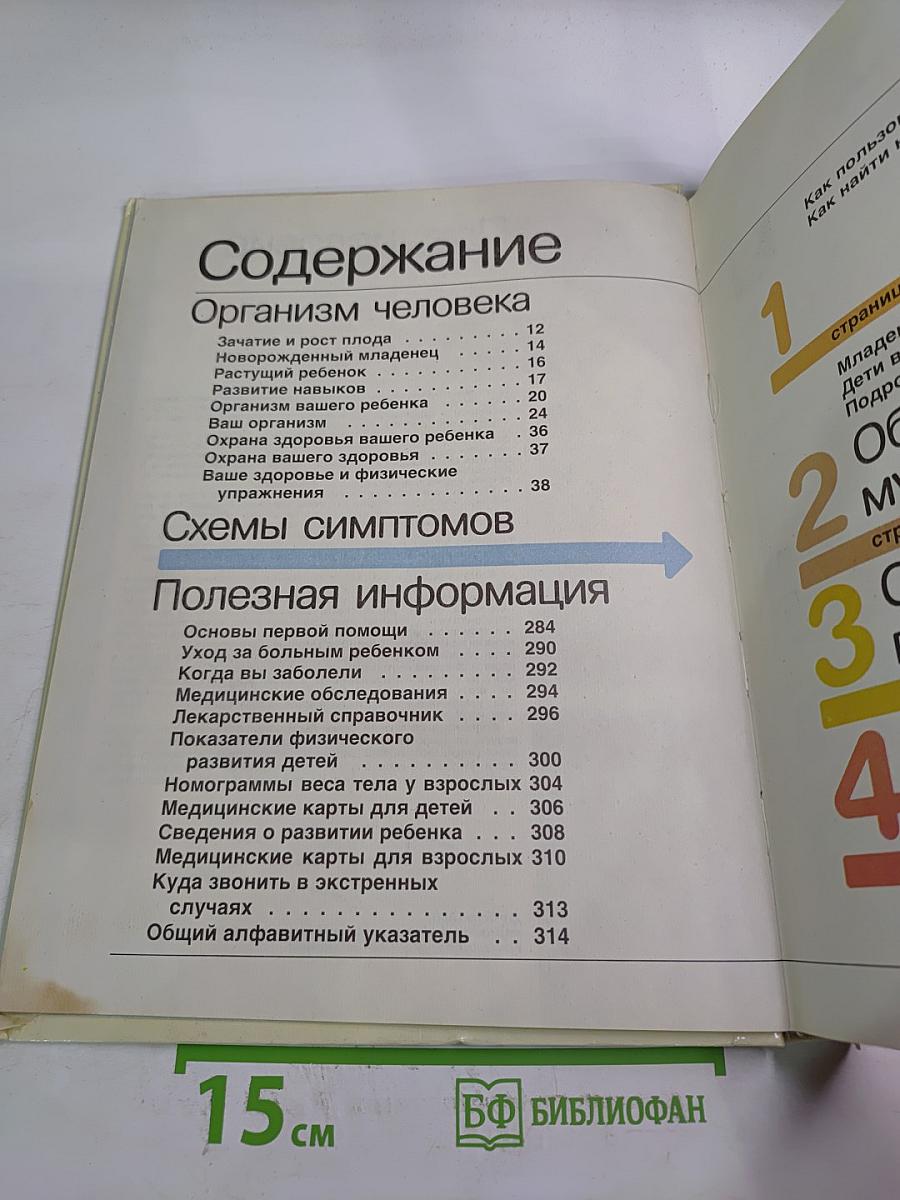 Содержание
Организм человека
Зачатие и рост плода . . . . . . . . . 12
Новорожденный младенец . . . . . 14
Растущий ребенок . . . . . . . . . . . 16
Развитие навыков . . . . . . . . . . . 17
Организм вашего ребенка . . . . . . 20
Ваш организм . . . . . . . . . . . . . 24
Охрана здоровья вашего ребенка . 36
Охрана вашего здоровья . . . . . . . 37
Ваше здоровье и физические
упражнения . . . . . . . . . . . . . . 38
Схемы симптомов
Полезная информация
Основы первой помощи . . . . . . 284
Уход за больным ребенком . . . . 290
Когда вы заболели . . . . . . . . . 292
Медицинские обследования . . . . 294
Лекарственный справочник . . . . 296
Показатели физического
развития детей . . . . . . . . . . 300
Номограммы веса тела у взрослых 304
Медицинские карты для детей . . 306
Сведения о развитии ребенка . . . 308
Медицинские карты для взрослых 310
Куда звонить в экстренных
случаях . . . . . . . . . . . . . . . 313
Общий алфавитный указатель . . 314
Как
Как найти
1
2
3
4
Дети
15 см
БФ БИБЛИОФАН